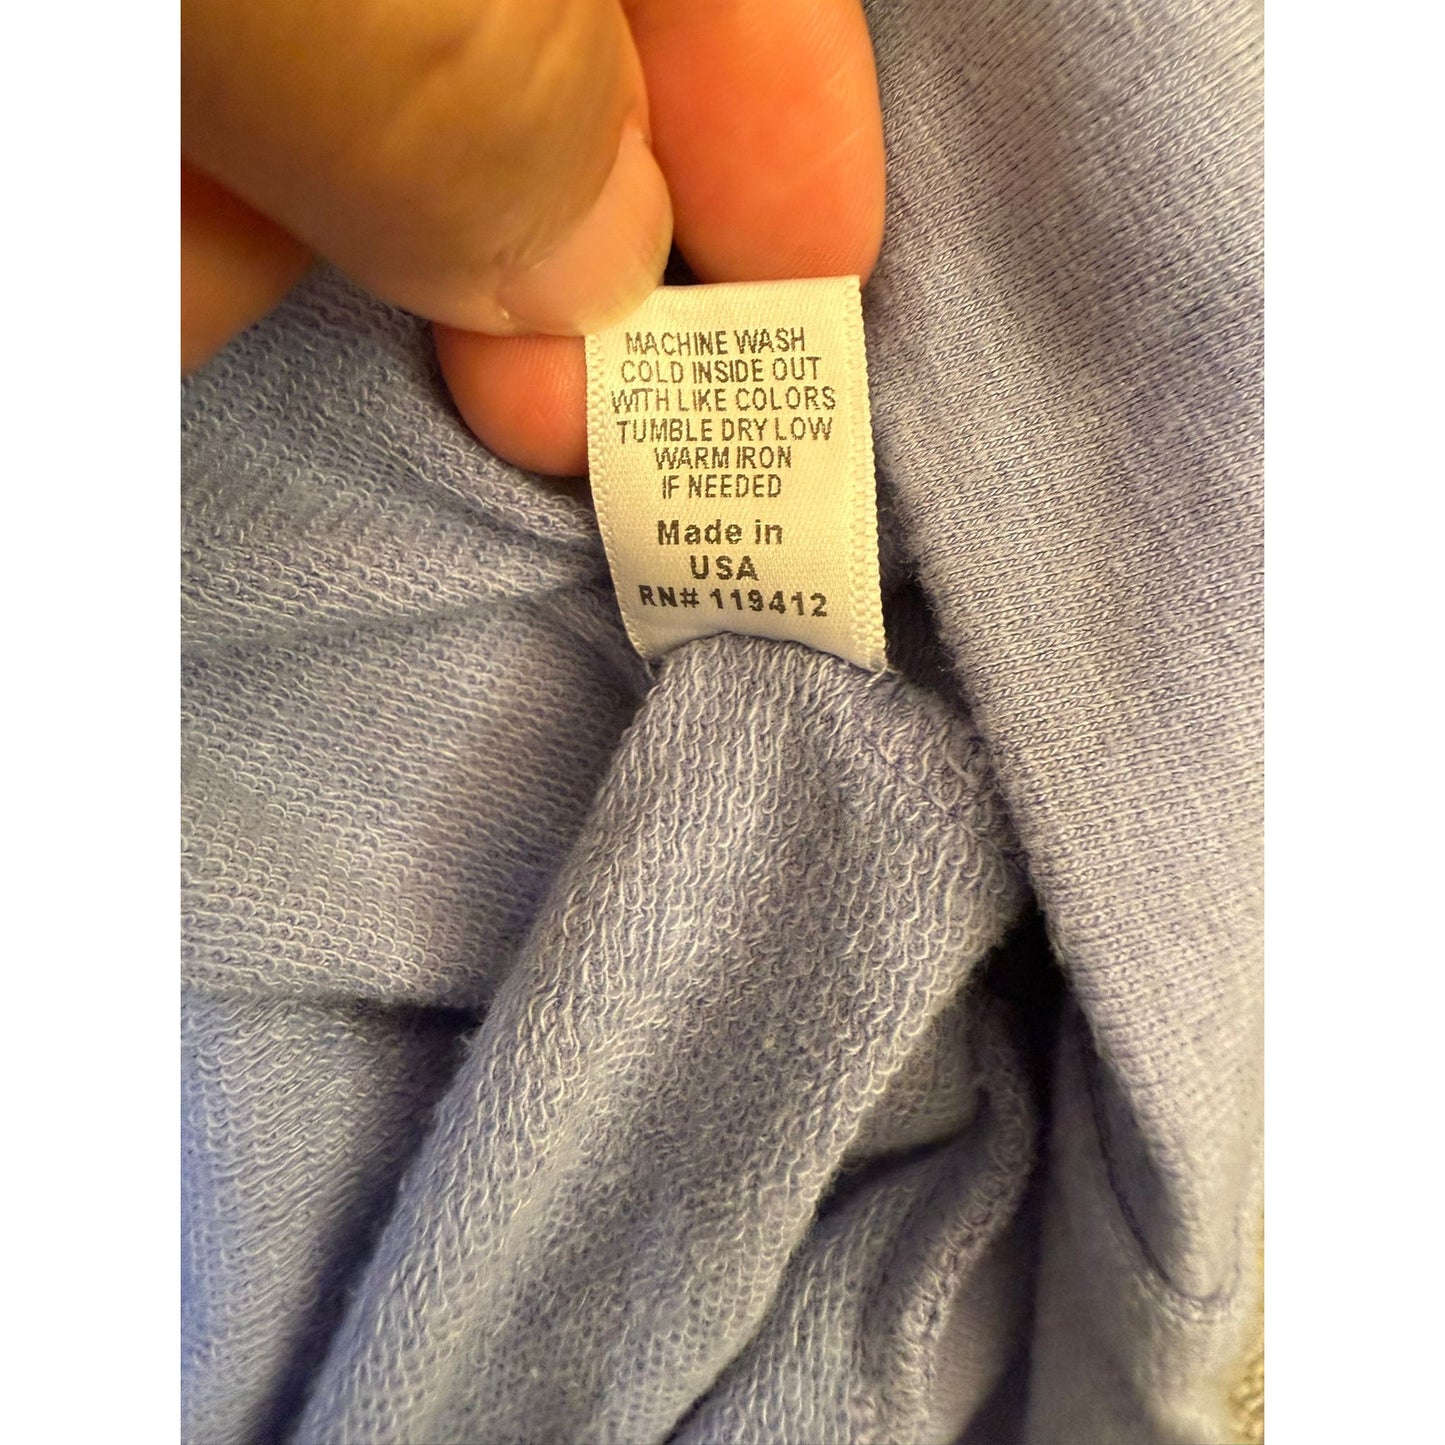 MACHINE WASH
COLD INSIDE OUT
WITH LIKE COLORS
TUMBLE DRY LOW
WARM IRON
IF NEEDED
Made in
USA
RN# 119412